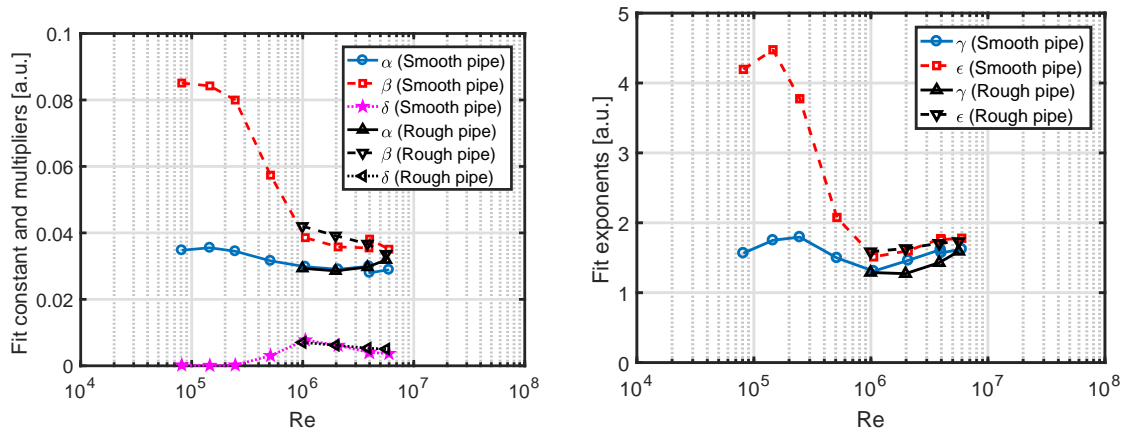 Fit constant and multipliers [a.u.]
0.1
0.08
0.06
0.04
0.02
0
10^4
10^5
10^6
10^7
10^8
Re
α (Smooth pipe)
β (Smooth pipe)
δ (Smooth pipe)
α (Rough pipe)
β (Rough pipe)
δ (Rough pipe)
Fit exponents [a.u.]
5
4
3
2
1
0
10^4
10^5
10^6
10^7
10^8
Re
γ (Smooth pipe)
ϵ (Smooth pipe)
γ (Rough pipe)
ϵ (Rough pipe)